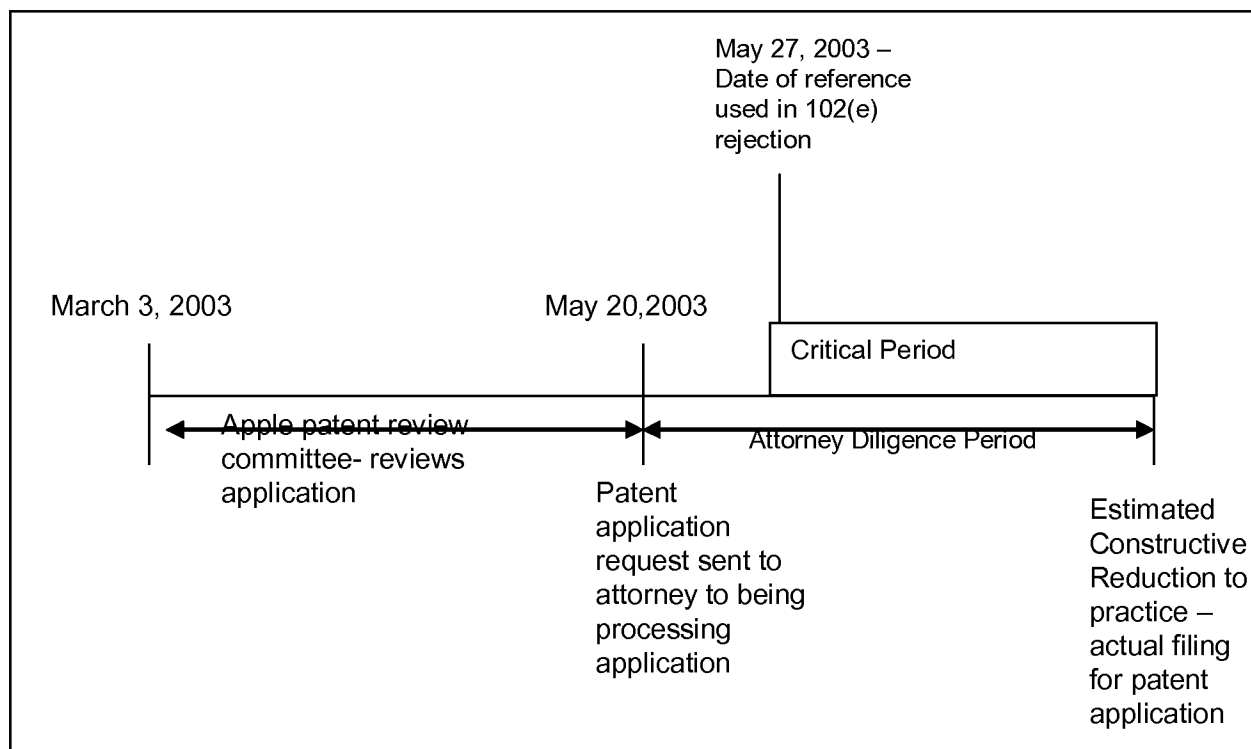 May 27, 2003 –
Date of reference
used in 102(e)
rejection
March 3, 2003
May 20,2003
Critical Period
Apple patent review
committee- reviews
application
Attorney Diligence Period
Patent
application
request sent to
attorney to being
processing
application
Estimated
Constructive
Reduction to
practice –
actual filing
for patent
application